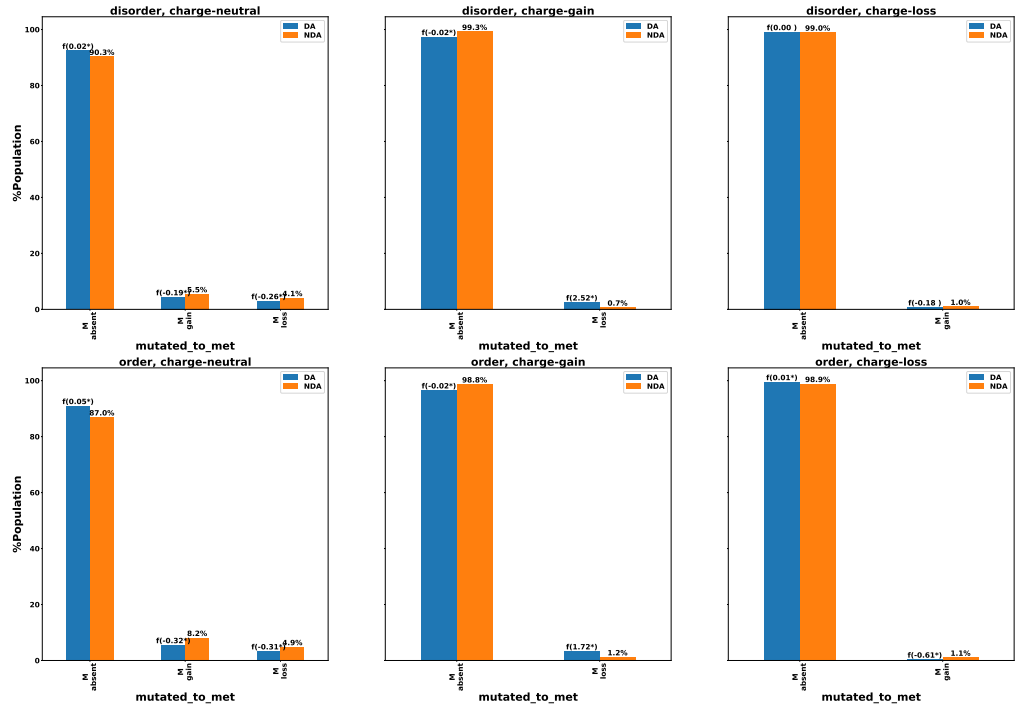 disorder, charge-neutral
disorder, charge-gain
disorder, charge-loss
%Population
100
80
60
40
20
0
f(0.02*)
90.3%
f(-0.19*)
5.5%
f(-0.26*)
4.1%
DA
NDA
M absent
M gain
M loss
mutated_to_met
f(-0.02*)
99.3%
f(2.52*)
0.7%
DA
NDA
M absent
M loss
mutated_to_met
f(0.00 )
99.0%
f(-0.18 )
1.0%
DA
NDA
M absent
M gain
mutated_to_met
order, charge-neutral
order, charge-gain
order, charge-loss
%Population
100
80
60
40
20
0
f(0.05*)
87.0%
f(-0.32*)
8.2%
f(-0.31*)
4.9%
DA
NDA
M absent
M gain
M loss
mutated_to_met
f(-0.02*)
98.8%
f(1.72*)
1.2%
DA
NDA
M absent
M loss
mutated_to_met
f(0.01*)
98.9%
f(-0.61*)
1.1%
DA
NDA
M absent
M gain
mutated_to_met